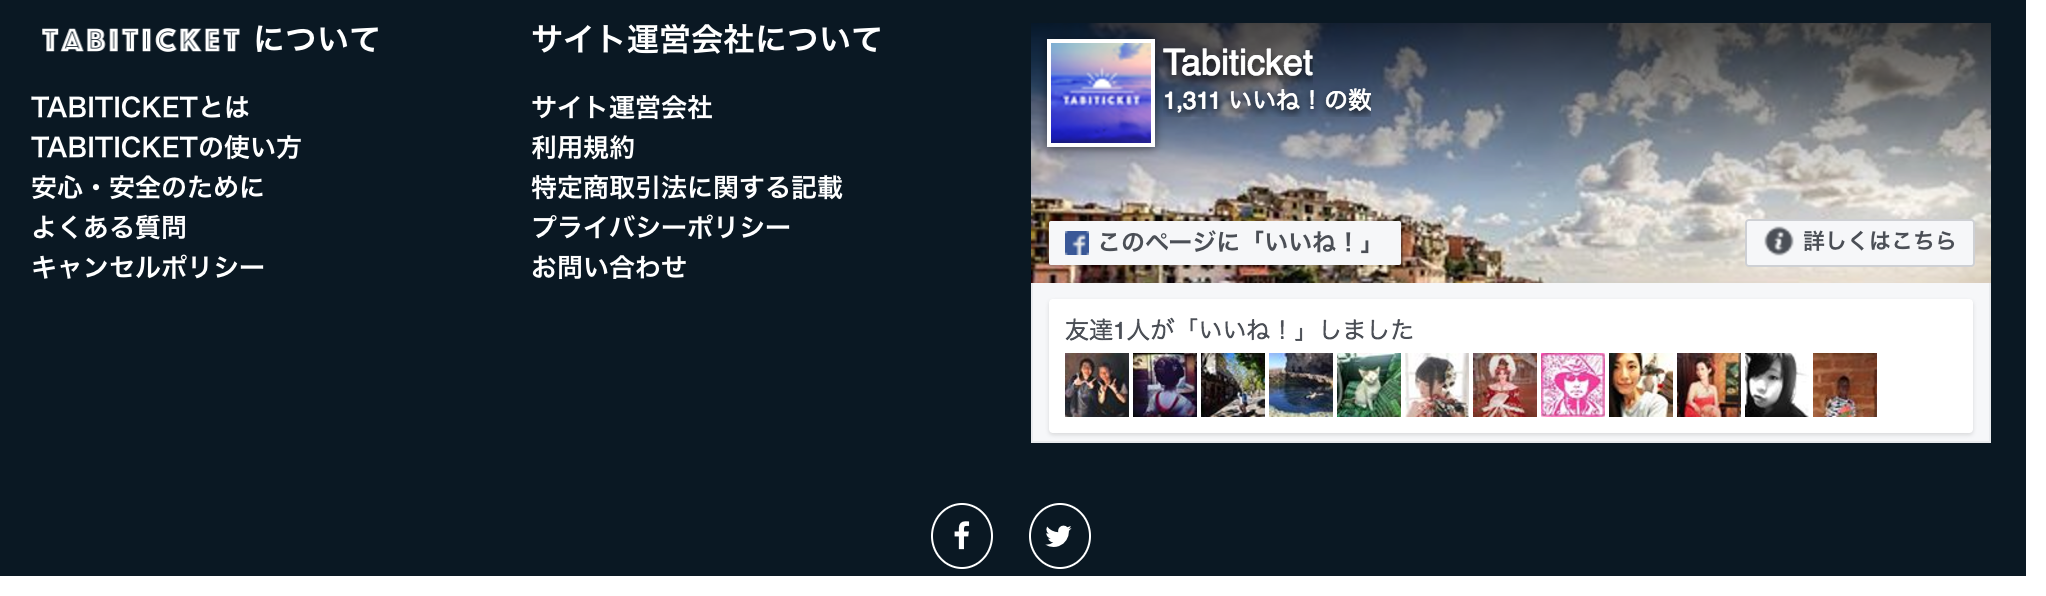 TABITICKET について
TABITICKETとは
TABITICKETの使い方
安心・安全のために
よくある質問
キャンセルポリシー
サイト運営会社について
サイト運営会社
利用規約
特定商取引法に関する記載
プライバシーポリシー
お問い合わせ
TABITICKET
Tabiticket
1,311 いいね！の数
このページに「いいね！」
詳しくはこちら
友達1人が「いいね！」しました